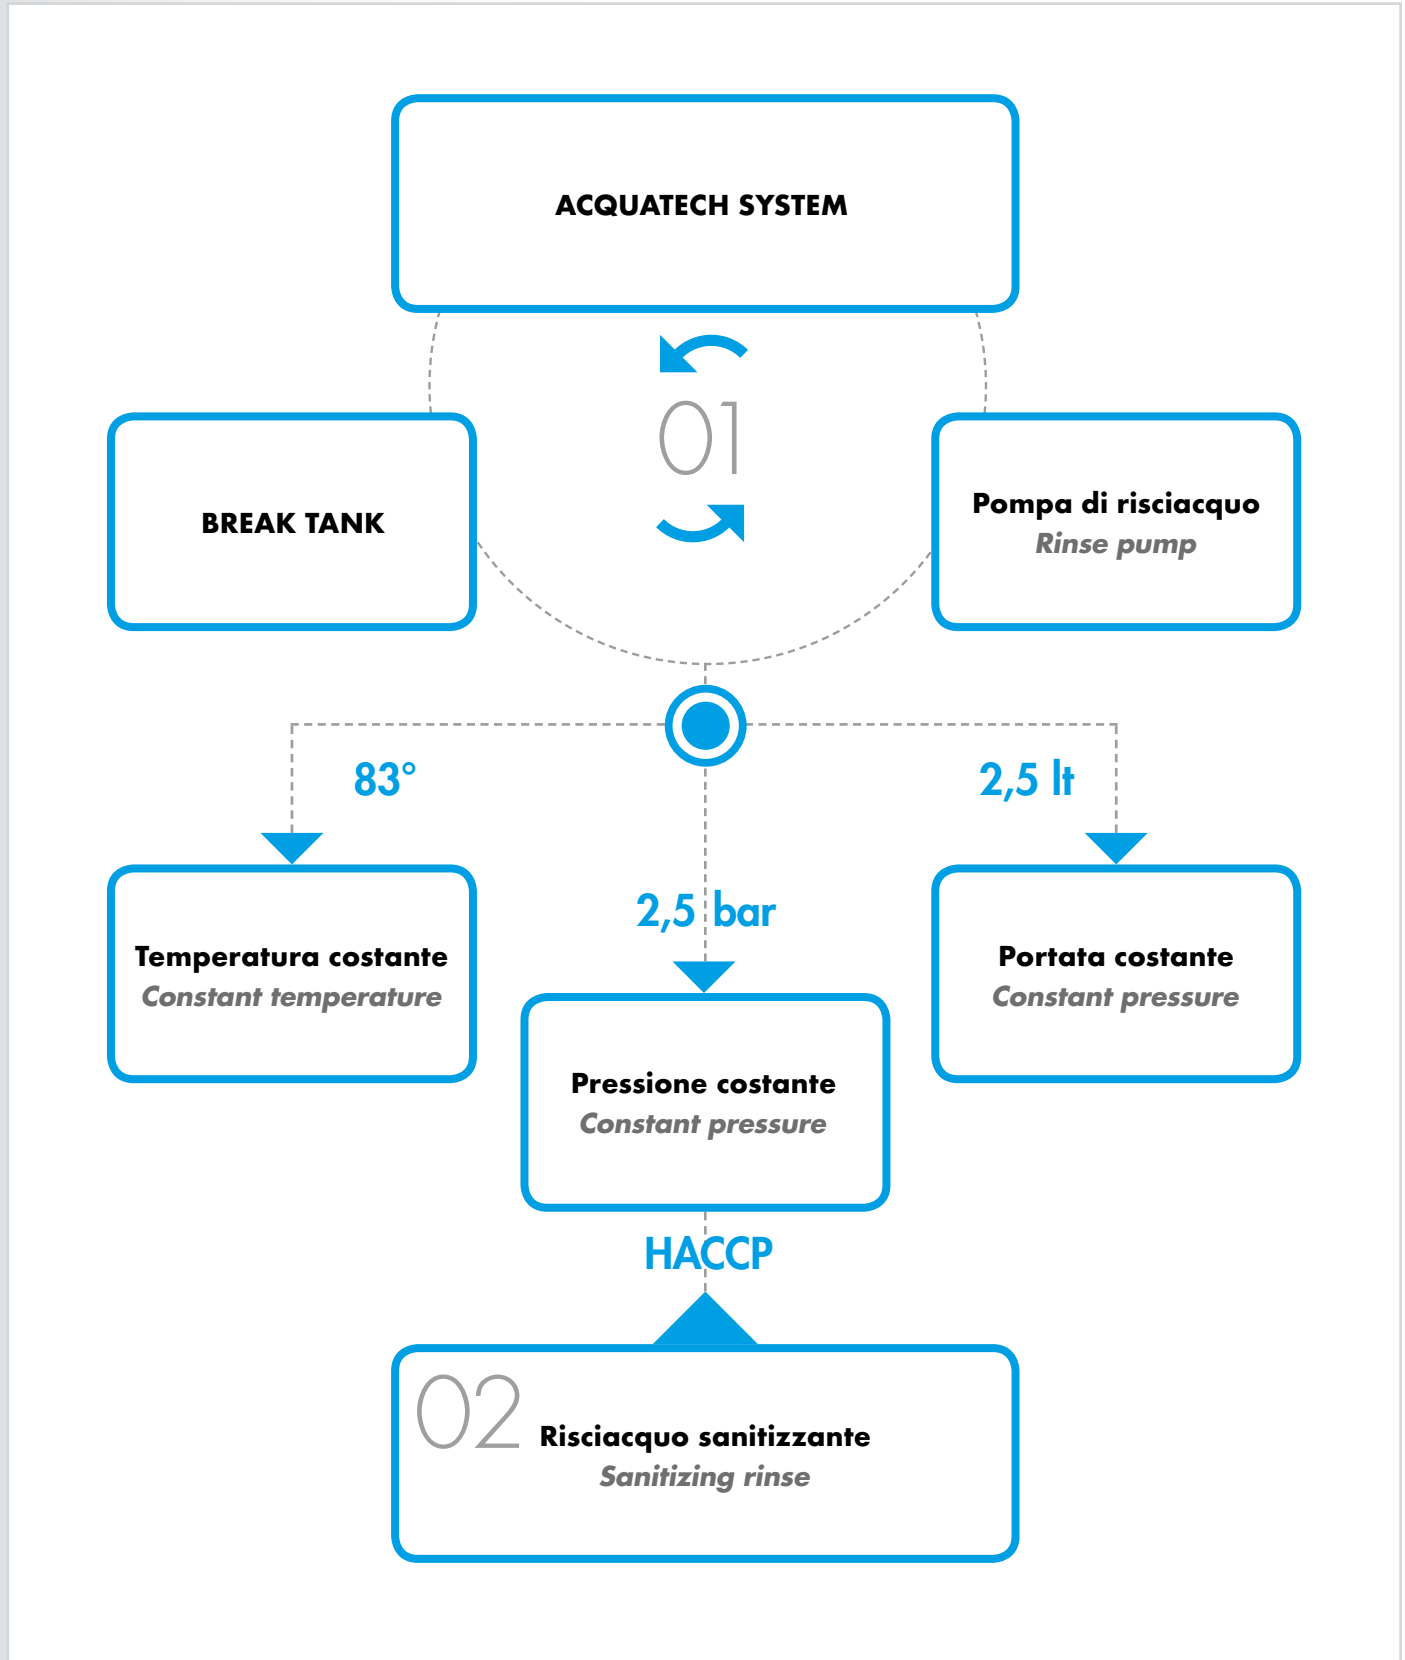 ACQUATECH SYSTEM
01
BREAK TANK
Pompa di risciacquo
Rinse pump
83°
2,5 lt
2,5 bar
Temperatura costante
Constant temperature
Portata costante
Constant pressure
Pressione costante
Constant pressure
HACCP
02
Risciacquo sanitizzante
Sanitizing rinse